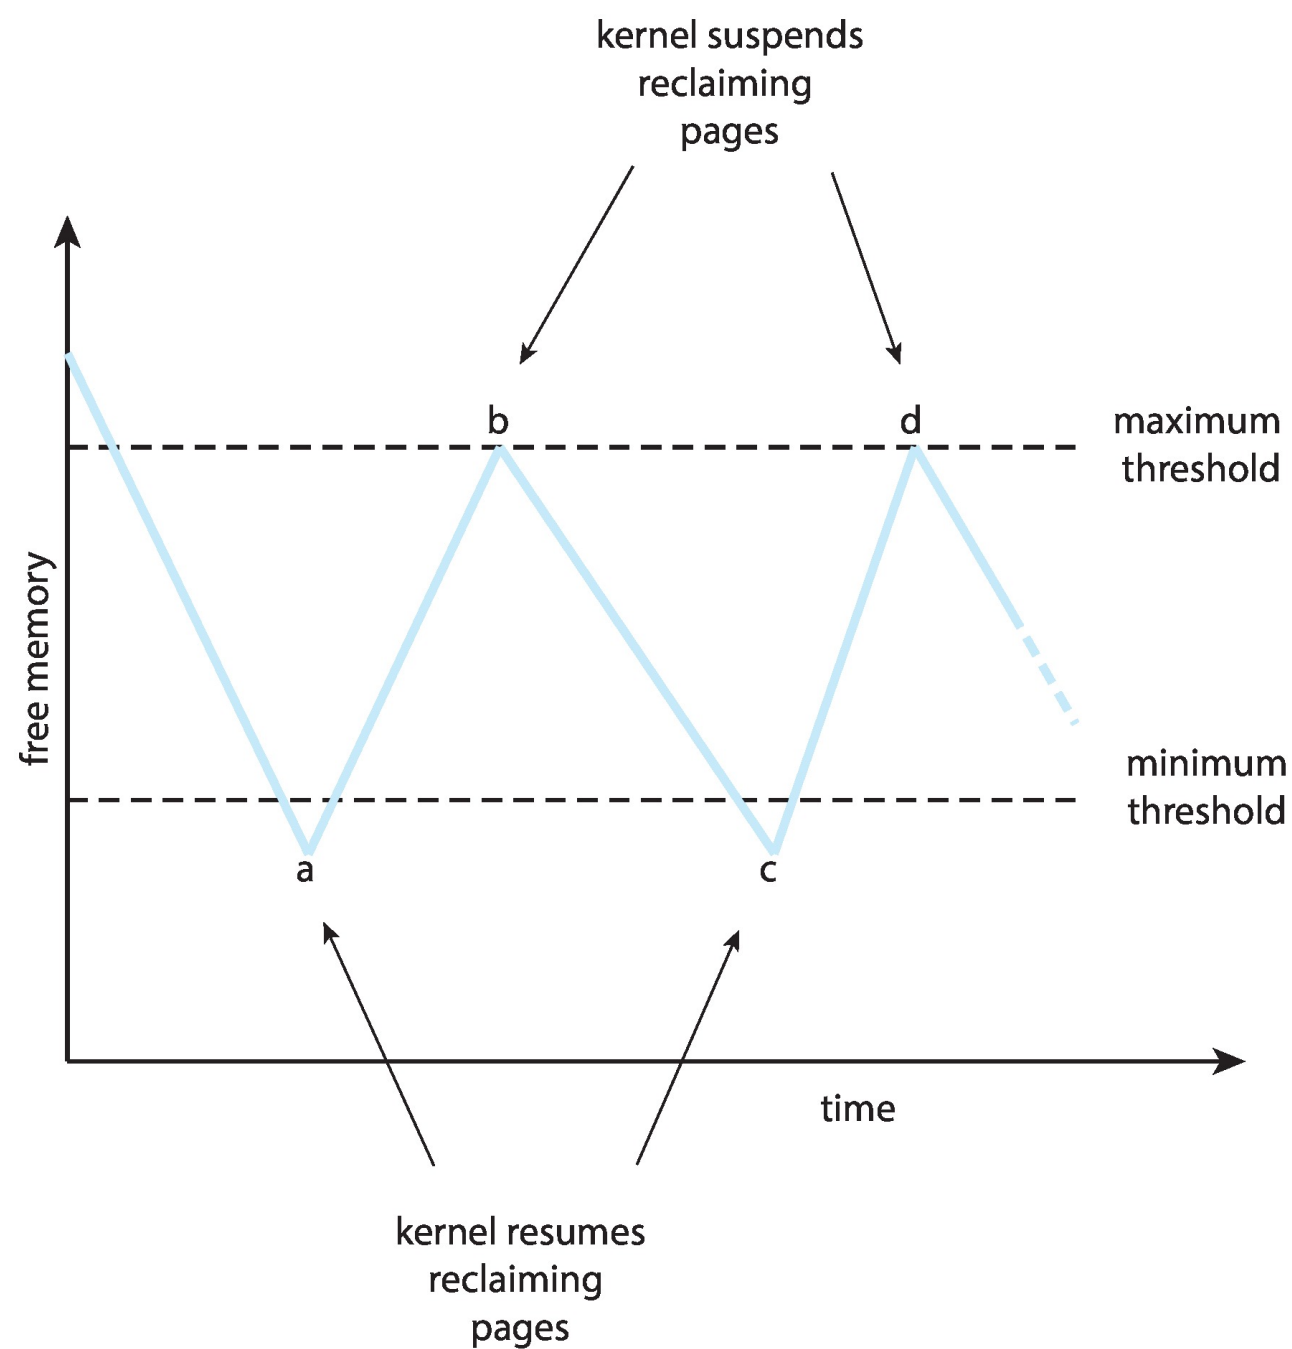 kernel suspends
reclaiming
pages
b
d
maximum
threshold
free memory
minimum
threshold
a
c
time
kernel resumes
reclaiming
pages